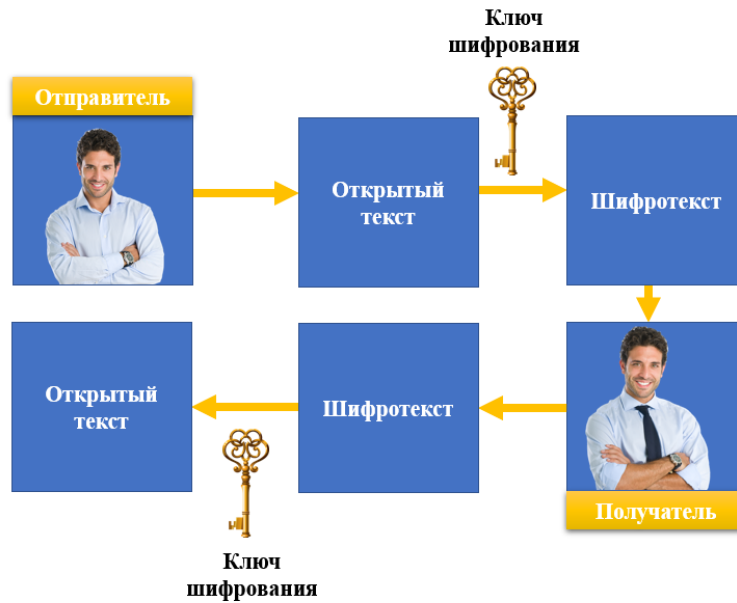 Ключ
шифрования
Отправитель
Открытый
текст
Шифротекст
Открытый
текст
Шифротекст
Получатель
Ключ
шифрования